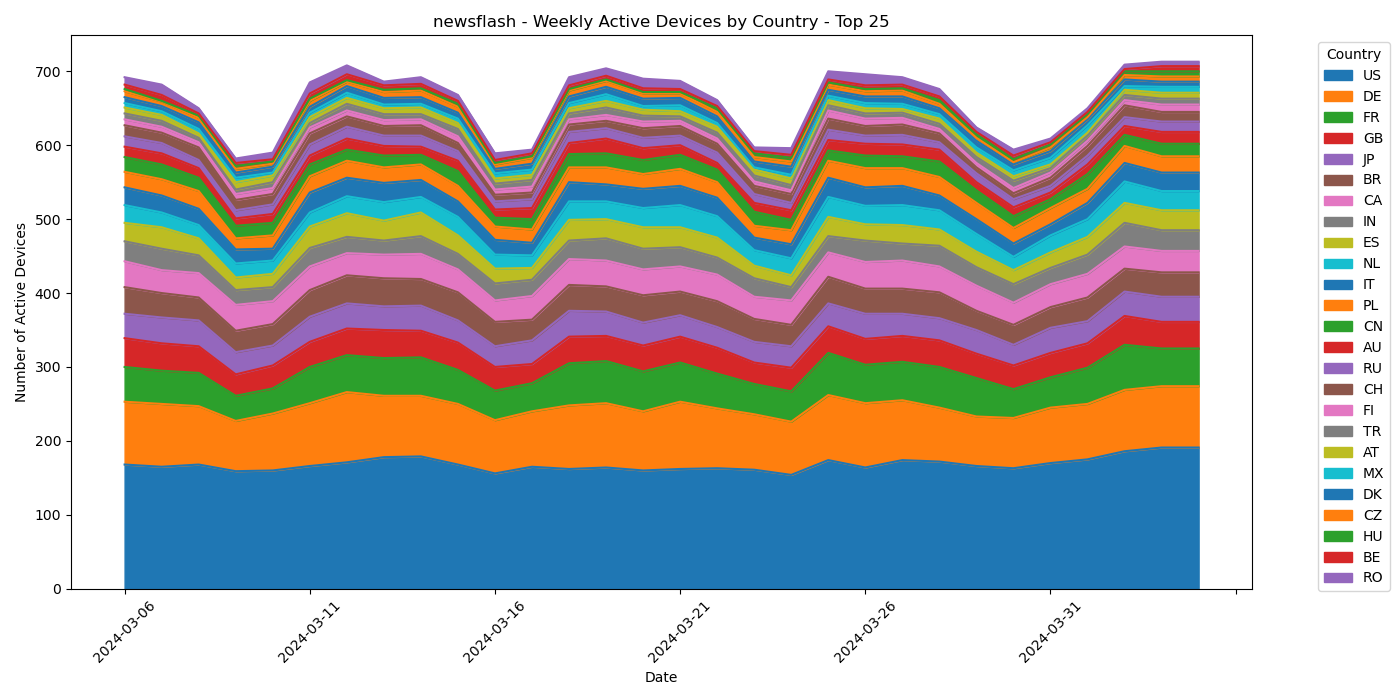 newsflash - Weekly Active Devices by Country - Top 25
Number of Active Devices
700
600
500
400
300
200
100
0
2024-03-06
2024-03-11
2024-03-16
2024-03-21
2024-03-26
2024-03-31
Date
Country
US
DE
FR
GB
JP
BR
CA
IN
ES
NL
IT
PL
CN
AU
RU
CH
FI
TR
AT
MX
DK
CZ
HU
BE
RO